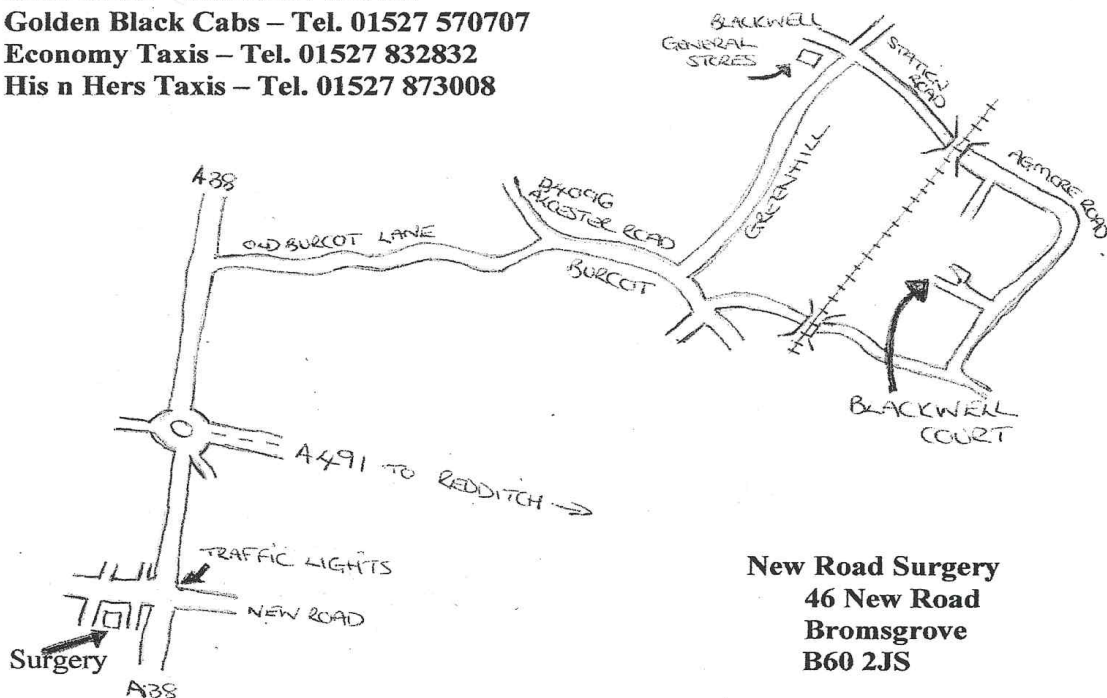 Golden Black Cabs – Tel. 01527 570707
Economy Taxis – Tel. 01527 832832
His n Hers Taxis – Tel. 01527 873008
BLACKWELL
GENERAL
STORES
STATION
ROAD
AGMORE ROAD
GREENHILL
A38
B4096
ALCESTER ROAD
OLD BURCOT LANE
BURCOT
BLACKWELL
COURT
A491 TO REDDITCH →
TRAFFIC LIGHTS
NEW ROAD
Surgery
A38
New Road Surgery
46 New Road
Bromsgrove
B60 2JS